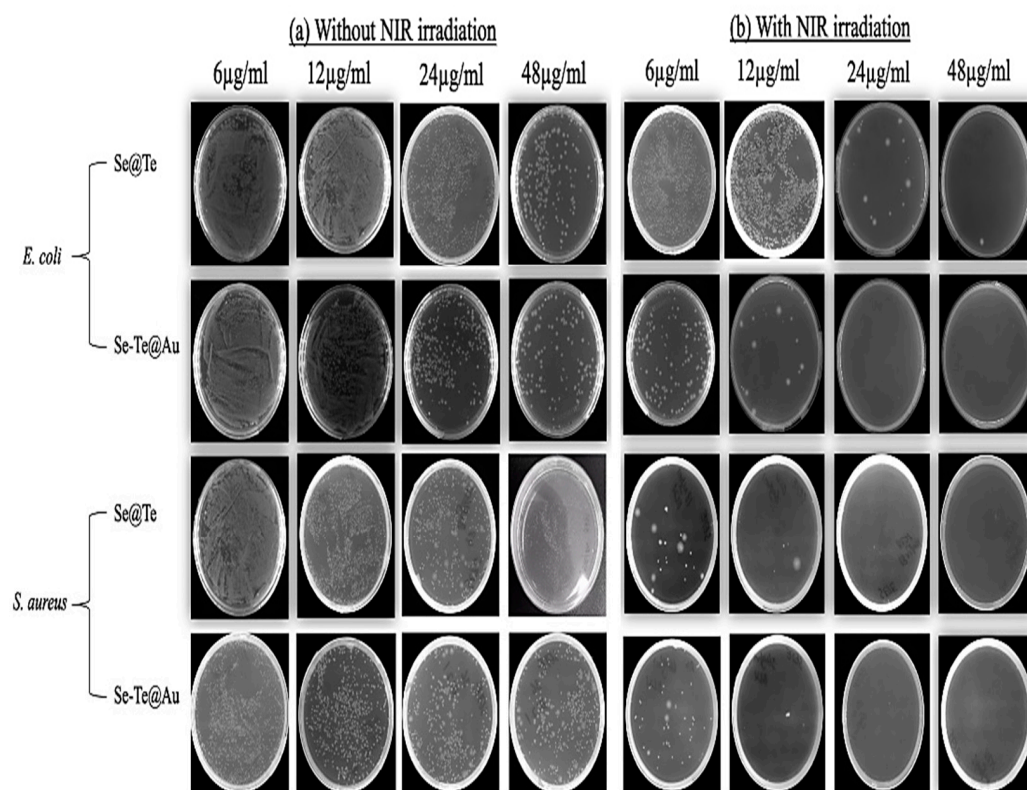 (a) Without NIR irradiation
(b) With NIR irradiation
6µg/ml 12µg/ml 24µg/ml 48µg/ml 6µg/ml 12µg/ml 24µg/ml 48µg/ml
Se@Te
E. coli
Se-Te@Au
Se@Te
S. aureus
Se-Te@Au